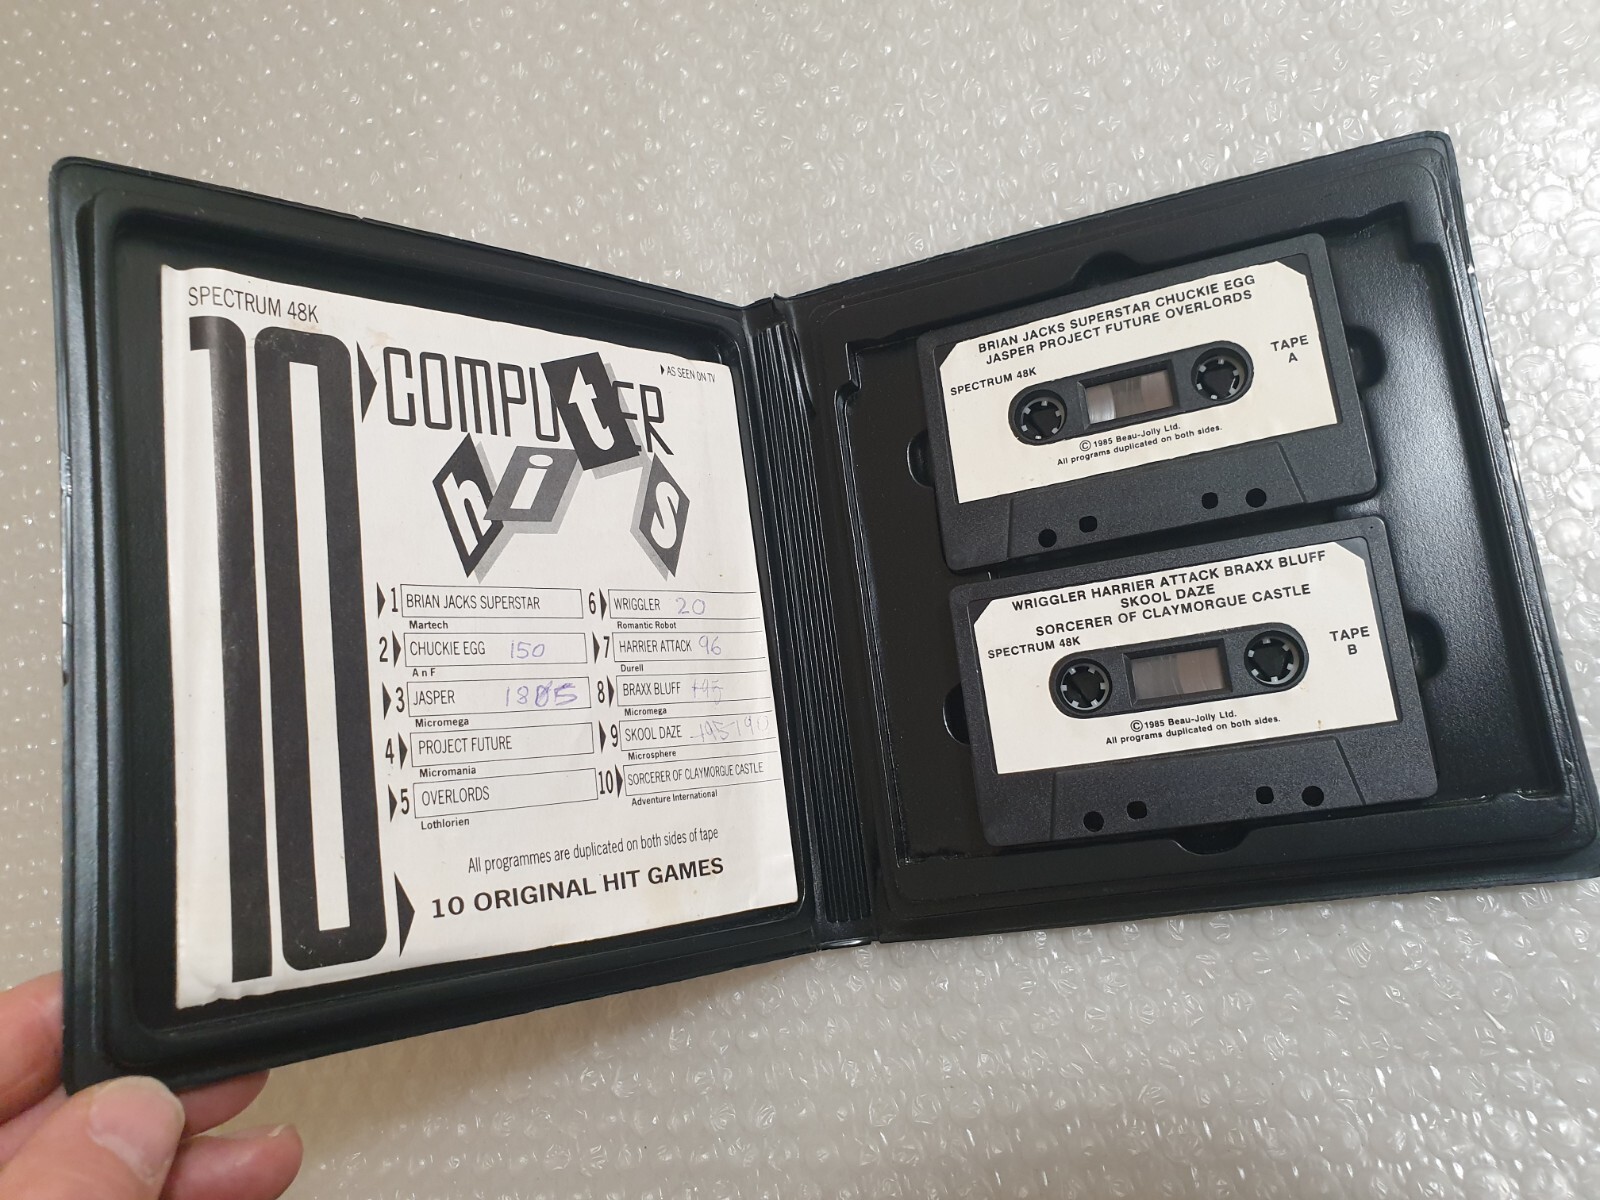 SPECTRUM 48K
10 COMPUTER
AS SEEN ON TV
hits
1 BRIAN JACKS SUPERSTAR
Martech
2 CHUCKIE EGG 150
A n F
3 JASPER
Micromega
4 PROJECT FUTURE
Micromania
5 OVERLORDS
Lothlorien
6 WRIGGLER 20
Romantic Robot
7 HARRIER ATTACK 96
Durell
8 BRAXX BLUFF
Micromega
9 SKOOL DAZE
Microsphere
10 SORCERER OF CLAYMORGUE CASTLE
Adventure International
All programmes are duplicated on both sides of tape
10 ORIGINAL HIT GAMES
BRIAN JACKS SUPERSTAR CHUCKIE EGG
JASPER PROJECT FUTURE OVERLORDS
SPECTRUM 48K
TAPE
A
© 1985 Beau-Jolly Ltd.
All programs duplicated on both sides.
WRIGGLER HARRIER ATTACK BRAXX BLUFF
SKOOL DAZE
SORCERER OF CLAYMORGUE CASTLE
SPECTRUM 48K
TAPE
B
© 1985 Beau-Jolly Ltd.
All programs duplicated on both sides.